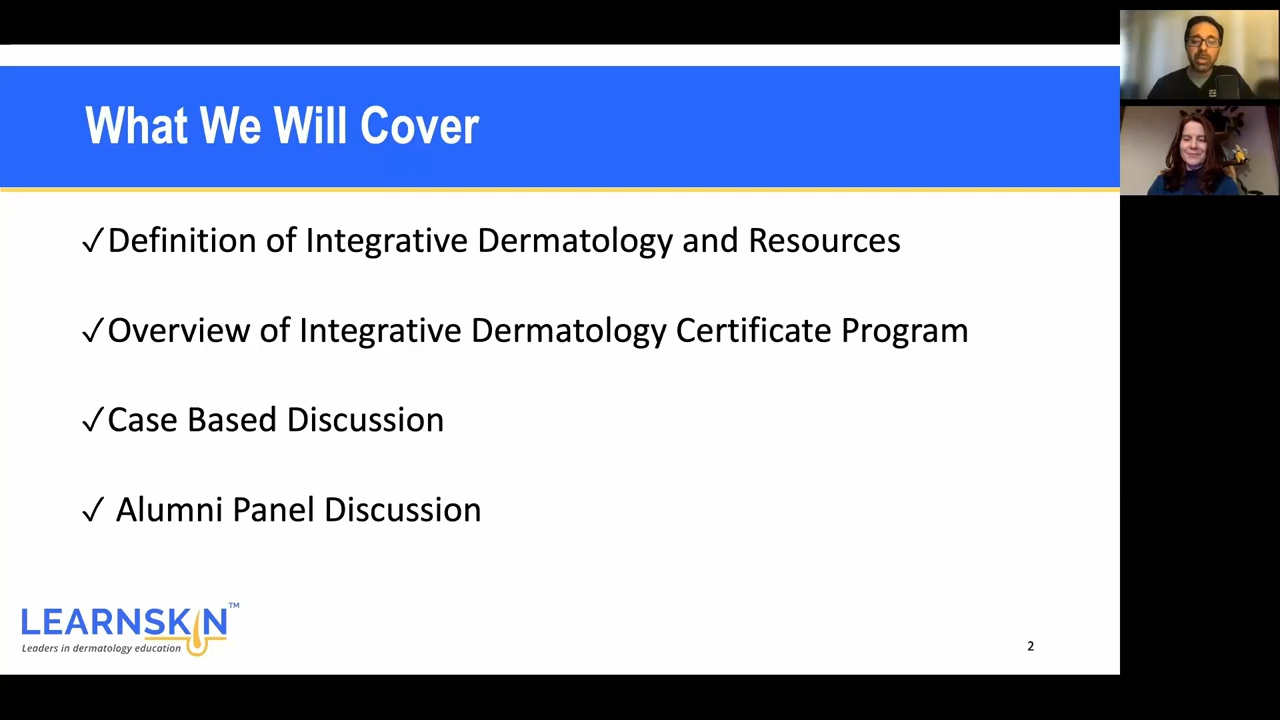 What We Will Cover
✓Definition of Integrative Dermatology and Resources
✓Overview of Integrative Dermatology Certificate Program
✓Case Based Discussion
✓ Alumni Panel Discussion
LEARNSKIN™
Leaders in dermatology education
2